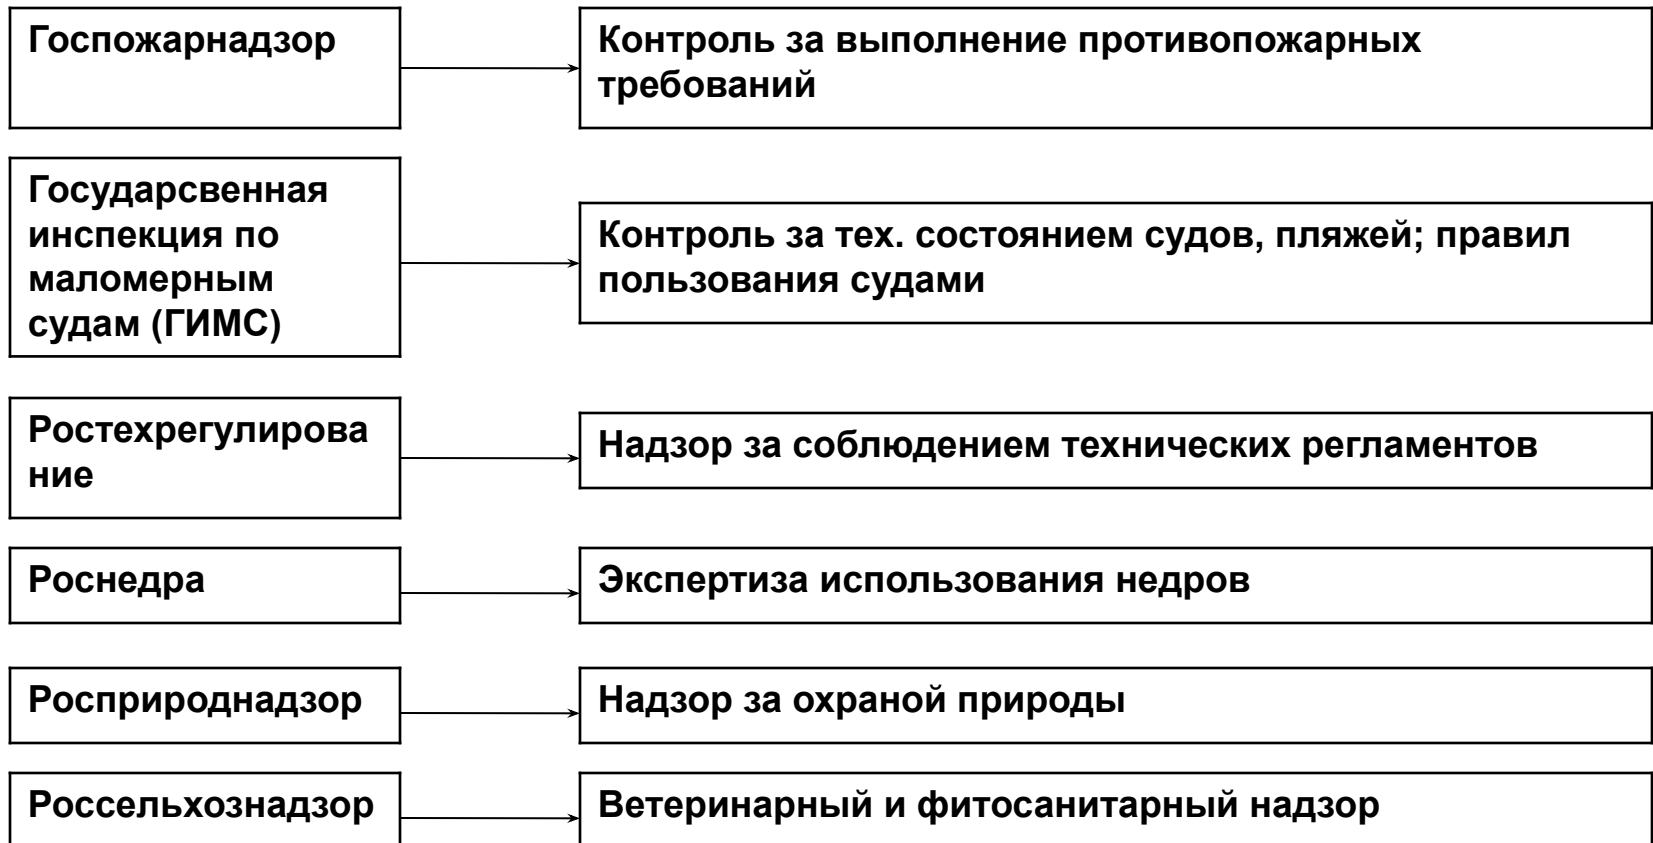 Госпожарнадзор
Контроль за выполнение противопожарных
требований
Государсвенная
инспекция по
маломерным
судам (ГИМС)
Контроль за тех. состоянием судов, пляжей; правил
пользования судами
Ростехрегулирова
ние
Надзор за соблюдением технических регламентов
Роснедра
Экспертиза использования недров
Росприроднадзор
Надзор за охраной природы
Россельхознадзор
Ветеринарный и фитосанитарный надзор